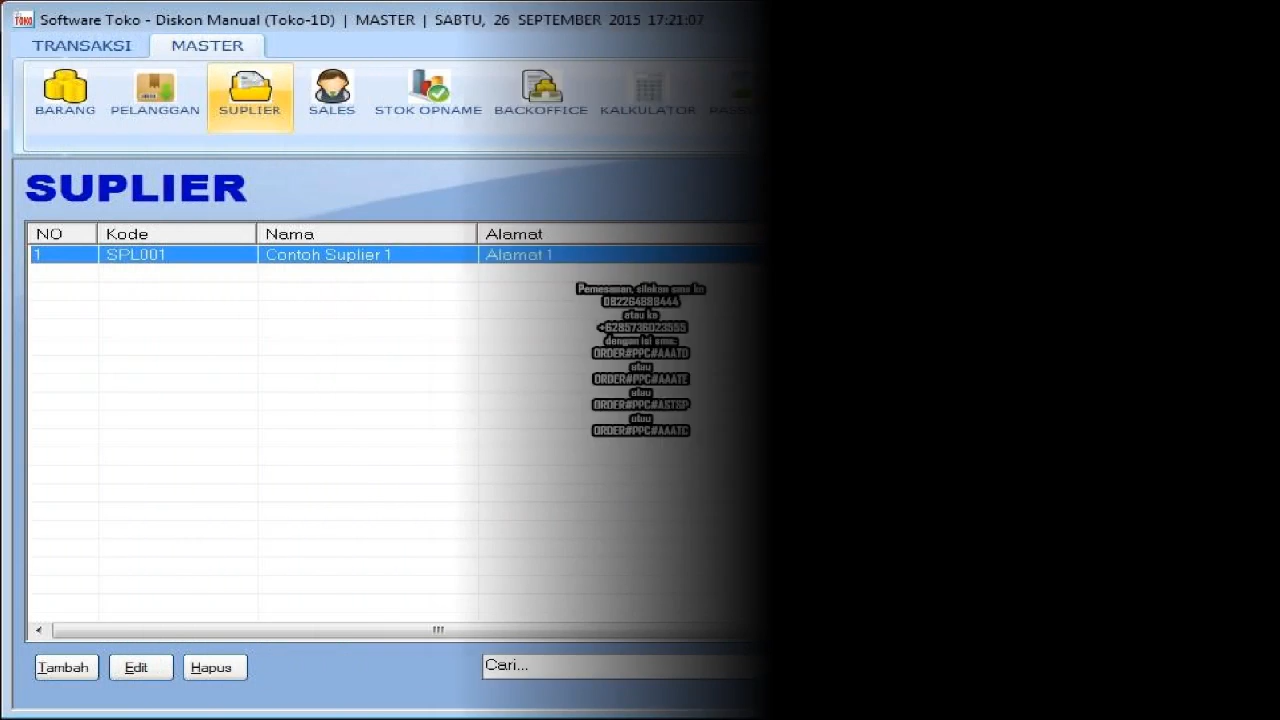 TOKO Software Toko - Diskon Manual (Toko-1D) | MASTER | SABTU, 26 SEPTEMBER 2015 17:21:07
TRANSAKSI MASTER
BARANG PELANGGAN SUPLIER SALES STOK OPNAME BACKOFFICE KALKULATOR
SUPLIER
NO Kode Nama Alamat
1 SPL001 Contoh Suplier 1 Alamat 1
Pemesanan, silakan sms ke
082264888444
atau ke
+6285736023555
dengan isi sms:
ORDER#PPC#AAATD
atau
ORDER#PPC#AAATE
atau
ORDER#PPC#ASTSP
atau
ORDER#PPC#AAATC
Tambah Edit Hapus Cari...